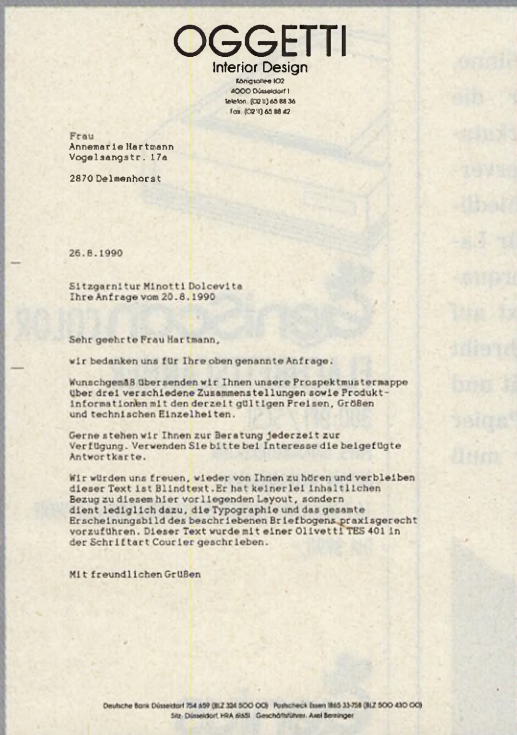 OGGETTI
Interior Design
Königsallee 102
4000 Düsseldorf 1
Telefon: (0211) 65 88 36
Fax: (0211) 65 88 42
Frau
Annemarie Hartmann
Vogelsangstr. 17a
2870 Delmenhorst
26.8.1990
Sitzgarnitur Minotti Dolcevita
Ihre Anfrage vom 20.8.1990
Sehr geehrte Frau Hartmann,
wir bedanken uns für Ihre oben genannte Anfrage.
Wunschgemäß übersenden wir Ihnen unsere Prospektmustermappe
über drei verschiedene Zusammenstellungen sowie Produkt-
informationen mit den derzeit gültigen Preisen, Größen
und technischen Einzelheiten.
Gerne stehen wir Ihnen zur Beratung jederzeit zur
Verfügung. Verwenden Sie bitte bei Interesse die beigefügte
Antwortkarte.
Wir würden uns freuen, wieder von Ihnen zu hören und verbleiben
dieser Text ist Blindtext. Er hat keinerlei inhaltlichen
Bezug zu diesem hier vorliegenden Layout, sondern
dient lediglich dazu, die Typographie und das gesamte
Erscheinungsbild des beschriebenen Briefbogens praxisgerecht
vorzuführen. Dieser Text wurde mit einer Olivetti TES 401 in
der Schriftart Courier geschrieben.
Mit freundlichen Grüßen
Deutsche Bank Düsseldorf 754 659 (BLZ 324 500 00) Postscheck Essen 1865 33-758 (BLZ 500 430 00)
Sitz: Düsseldorf, HRA 61651 Geschäftsführer: Axel Berninger